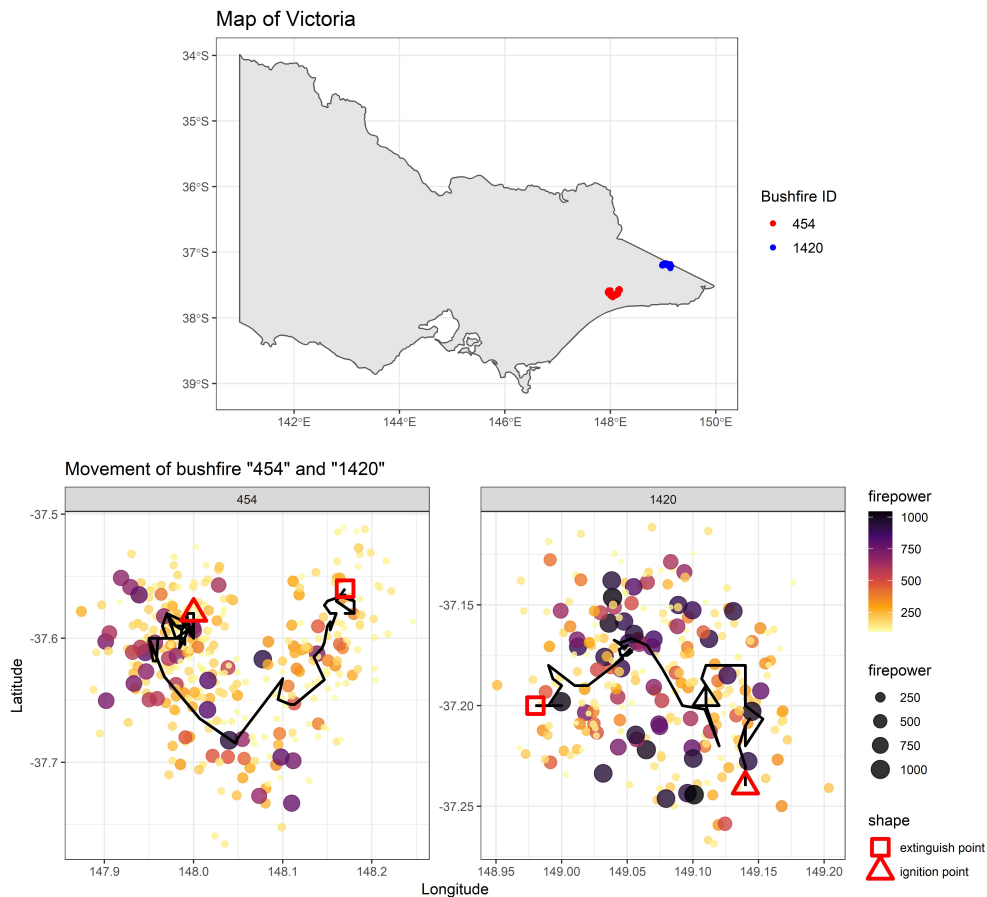 Map of Victoria
34°S
35°S
36°S
37°S
38°S
39°S
142°E
144°E
146°E
148°E
150°E
Bushfire ID
454
1420
Movement of bushfire "454" and "1420"
454
1420
-37.5
-37.6
-37.7
147.9
148.0
148.1
148.2
-37.15
-37.20
-37.25
148.95
149.00
149.05
149.10
149.15
149.20
Latitude
Longitude
firepower
1000
750
500
250
firepower
250
500
750
1000
shape
extinguish point
ignition point